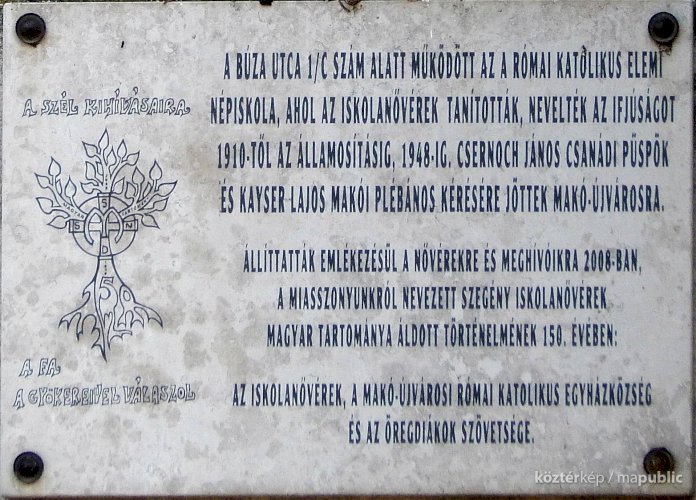 A BÚZA UTCA 1/C SZÁM ALATT MŰKÖDÖTT AZ A RÓMAI KATOLIKUS ELEMI
NÉPISKOLA, AHOL AZ ISKOLANŐVÉREK TANÍTOTTÁK, NEVELTÉK AZ IFJÚSÁGOT
1910-TŐL AZ ÁLLAMOSÍTÁSIG, 1948-IG. CSERNOCH JÁNOS CSANÁDI PÜSPÖK
ÉS KAYSER LAJOS MAKÓI PLÉBÁNOS KÉRÉSÉRE JÖTTEK MAKÓ-ÚJVÁROSRA.
ÁLLÍTTATTÁK EMLÉKEZÉSÜL A NŐVÉREKRE ÉS MEGHÍVÓIKRA 2008-BAN,
A MIASSZONYUNKRÓL NEVEZETT SZEGÉNY ISKOLANŐVÉREK
MAGYAR TARTOMÁNYA ÁLDOTT TÖRTÉNELMÉNEK 150. ÉVÉBEN:
AZ ISKOLANŐVÉREK, A MAKÓ-ÚJVÁROSI RÓMAI KATOLIKUS EGYHÁZKÖZSÉG
ÉS AZ ÖREGDIÁKOK SZÖVETSÉGE.
A SZÉL KIHÍVÁSAIRA
A FA
A GYÖKEREIVEL VÁLASZOL
köztérkép / mapublic